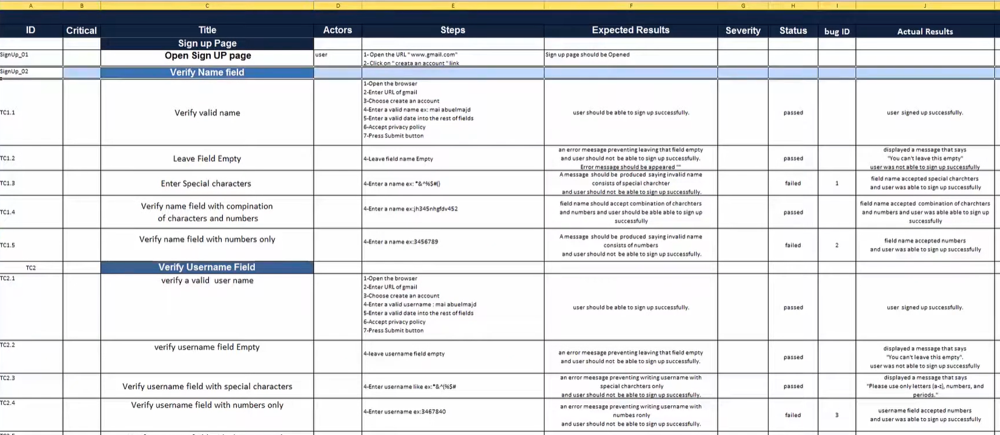 A B C D E F G H I J
ID Critical Title Actors Steps Expected Results Severity Status bug ID Actual Results
Sign up Page
SignUp_01
Open Sign UP page
user
1- Open the URL " www.gmail.com"
2- Click on " creata an account " link
Sign up page should be Opened
SignUp_02
Verify Name field
TC1.1
Verify valid name
1-Open the browser
2-Enter URL of gmail
3-Choose create an account
4-Enter a valid name ex: mai abuelmajd
5-Enter a valid date into the rest of fields
6-Accept privacy policy
7-Press Submit button
user should be able to sign up successfully.
passed
user signed up successfully.
TC1.2
Leave Field Empty
4-Leave field name Empty
an error meesage preventing leaving that field empty
and user should not be able to sign up successfully.
Error message should be appeared ""
passed
displayed a message that says
"You can't leave this empty"
user was not able to sign up successfully
TC1.3
Enter Special characters
4-Enter a name ex: *&^%$#()
A message should be produced saying invalid name
consists of special charchter
and user should not be able to sign up successfully.
failed
1
field name accepted special charchters
and user was able to sign up successfully
TC1.4
Verify name field with compination
of characters and numbers
4-Enter a name ex:jh345nhgfdv452
field name should accept combination of charchters
and numbers and user should be able able to sign up
successfully
passed
field name accepted combination of charchters
and numbers and user was able able to sign up
successfully
TC1.5
Verify name field with numbers only
4-Enter a name ex:3456789
A message should be produced saying invalid name
consists of numbers
and user should not be able to sign up successfully.
failed
2
field name accepted numbers
and user was able to sign up successfully
TC2
Verify Username Field
TC2.1
verify a valid user name
1-Open the browser
2-Enter URL of gmail
3-Choose create an account
4-Enter a valid username : mai abuelmajd
5-Enter a valid date into the rest of fields
6-Accept privacy policy
7-Press Submit button
user should be able to sign up successfully.
passed
user signed up successfully.
TC2.2
verify username field Empty
4-leave username field empty
an error meesage preventing leaving that field empty
and user should not be able to sign up successfully.
passed
displayed a message that says
"You can't leave this empty".
user was not able to sign up successfully
TC2.3
Verify username field with special characters
4-Enter username like ex:*&^(%$#
an error meesage preventing writing username with
special charchters only
and user should not be able to sign up successfully.
passed
displayed a message that says
"Please use only letters (a-z), numbers, and
periods."
TC2.4
Verify username field with numbers only
4-Enter username ex:3467840
an error meesage preventing writing username with
numbes ronly
and user should not be able to sign up successfully.
failed
3
username field accepted numbers
and user was able to sign up successfully